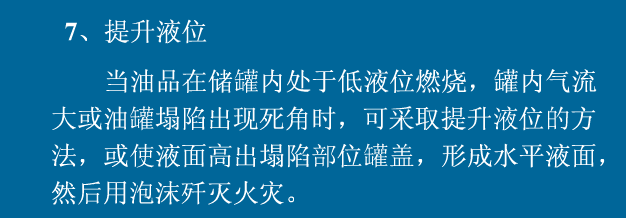 7、提升液位
当油品在储罐内处于低液位燃烧，罐内气流
大或油罐塌陷出现死角时，可采取提升液位的方
法，或使液面高出塌陷部位罐盖，形成水平液面，
然后用泡沫歼灭火灾。